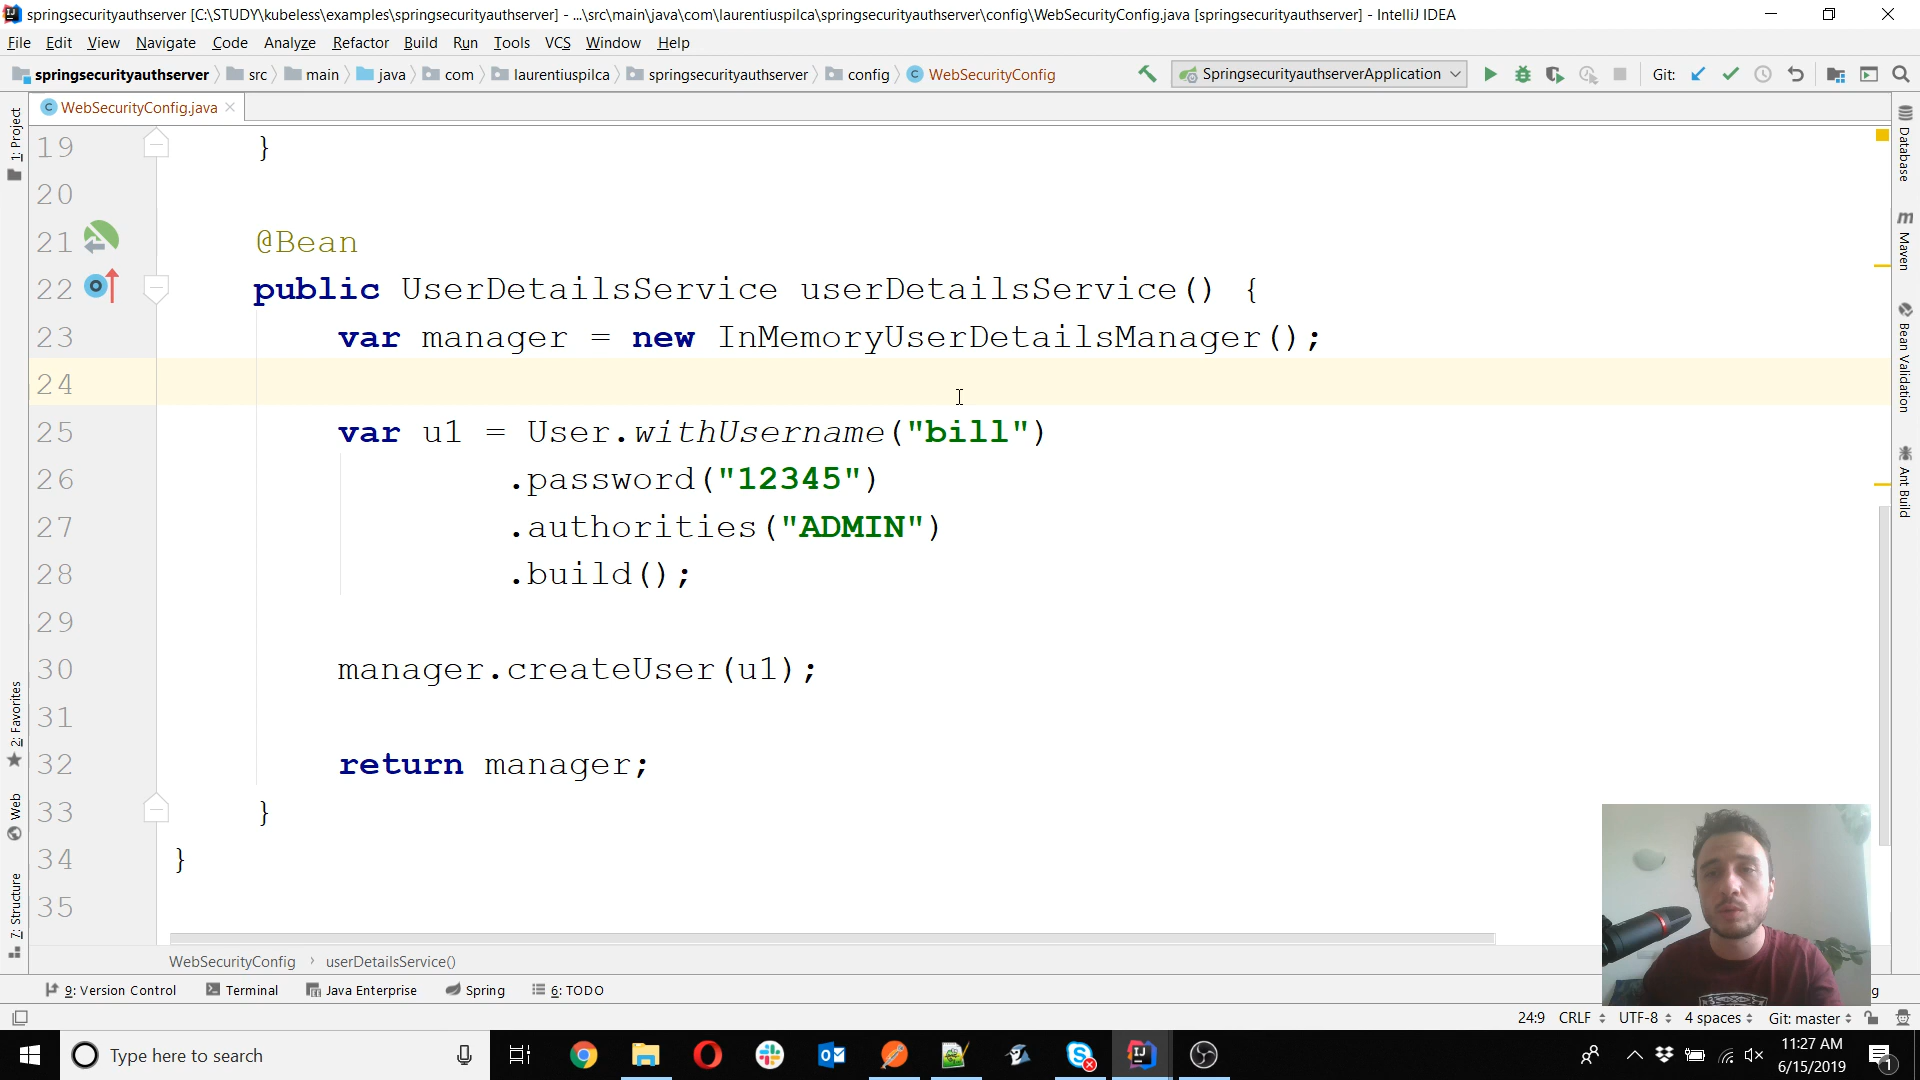 springsecurityauthserver [C:\STUDY\kubeless\examples\springsecurityauthserver] - ...\src\main\java\com\laurentiuspilca\springsecurityauthserver\config\WebSecurityConfig.java [springsecurityauthserver] - IntelliJ IDEA
File Edit View Navigate Code Analyze Refactor Build Run Tools VCS Window Help
springsecurityauthserver src main java com laurentiuspilca springsecurityauthserver config WebSecurityConfig SpringsecurityauthserverApplication Git:
WebSecurityConfig.java
1: Project
2: Favorites
Web
7: Structure
19 }
20
21 @Bean
22 public UserDetailsService userDetailsService() {
23 var manager = new InMemoryUserDetailsManager();
24
25 var u1 = User.withUsername("bill")
26 .password("12345")
27 .authorities("ADMIN")
28 .build();
29
30 manager.createUser(u1);
31
32 return manager;
33 }
34 }
35
Database
Maven
Bean Validation
Ant Build
WebSecurityConfig › userDetailsService()
9: Version Control Terminal Java Enterprise Spring 6: TODO
24:9 CRLF UTF-8 4 spaces Git: master
Type here to search
11:27 AM
6/15/2019
1